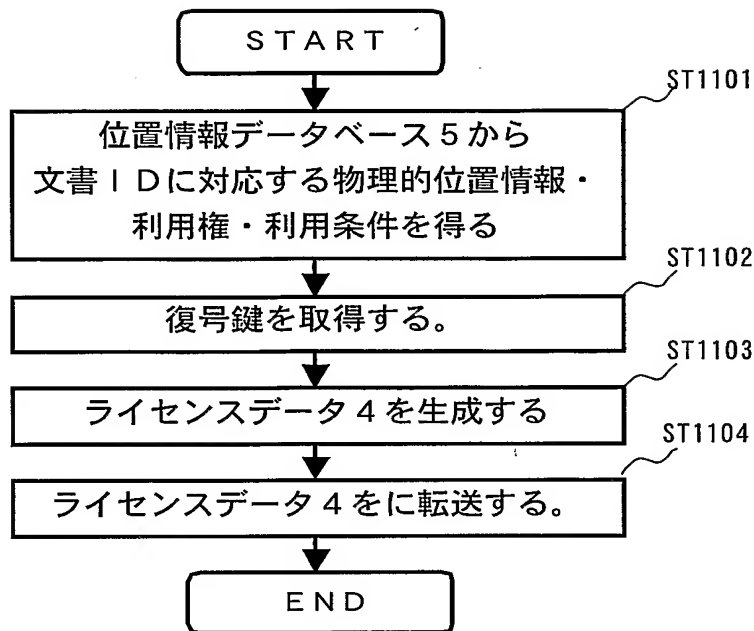 START
ST1101
位置情報データベース5から
文書IDに対応する物理的位置情報・
利用権・利用条件を得る
ST1102
復号鍵を取得する。
ST1103
ライセンスデータ4を生成する
ST1104
ライセンスデータ4をに転送する。
END